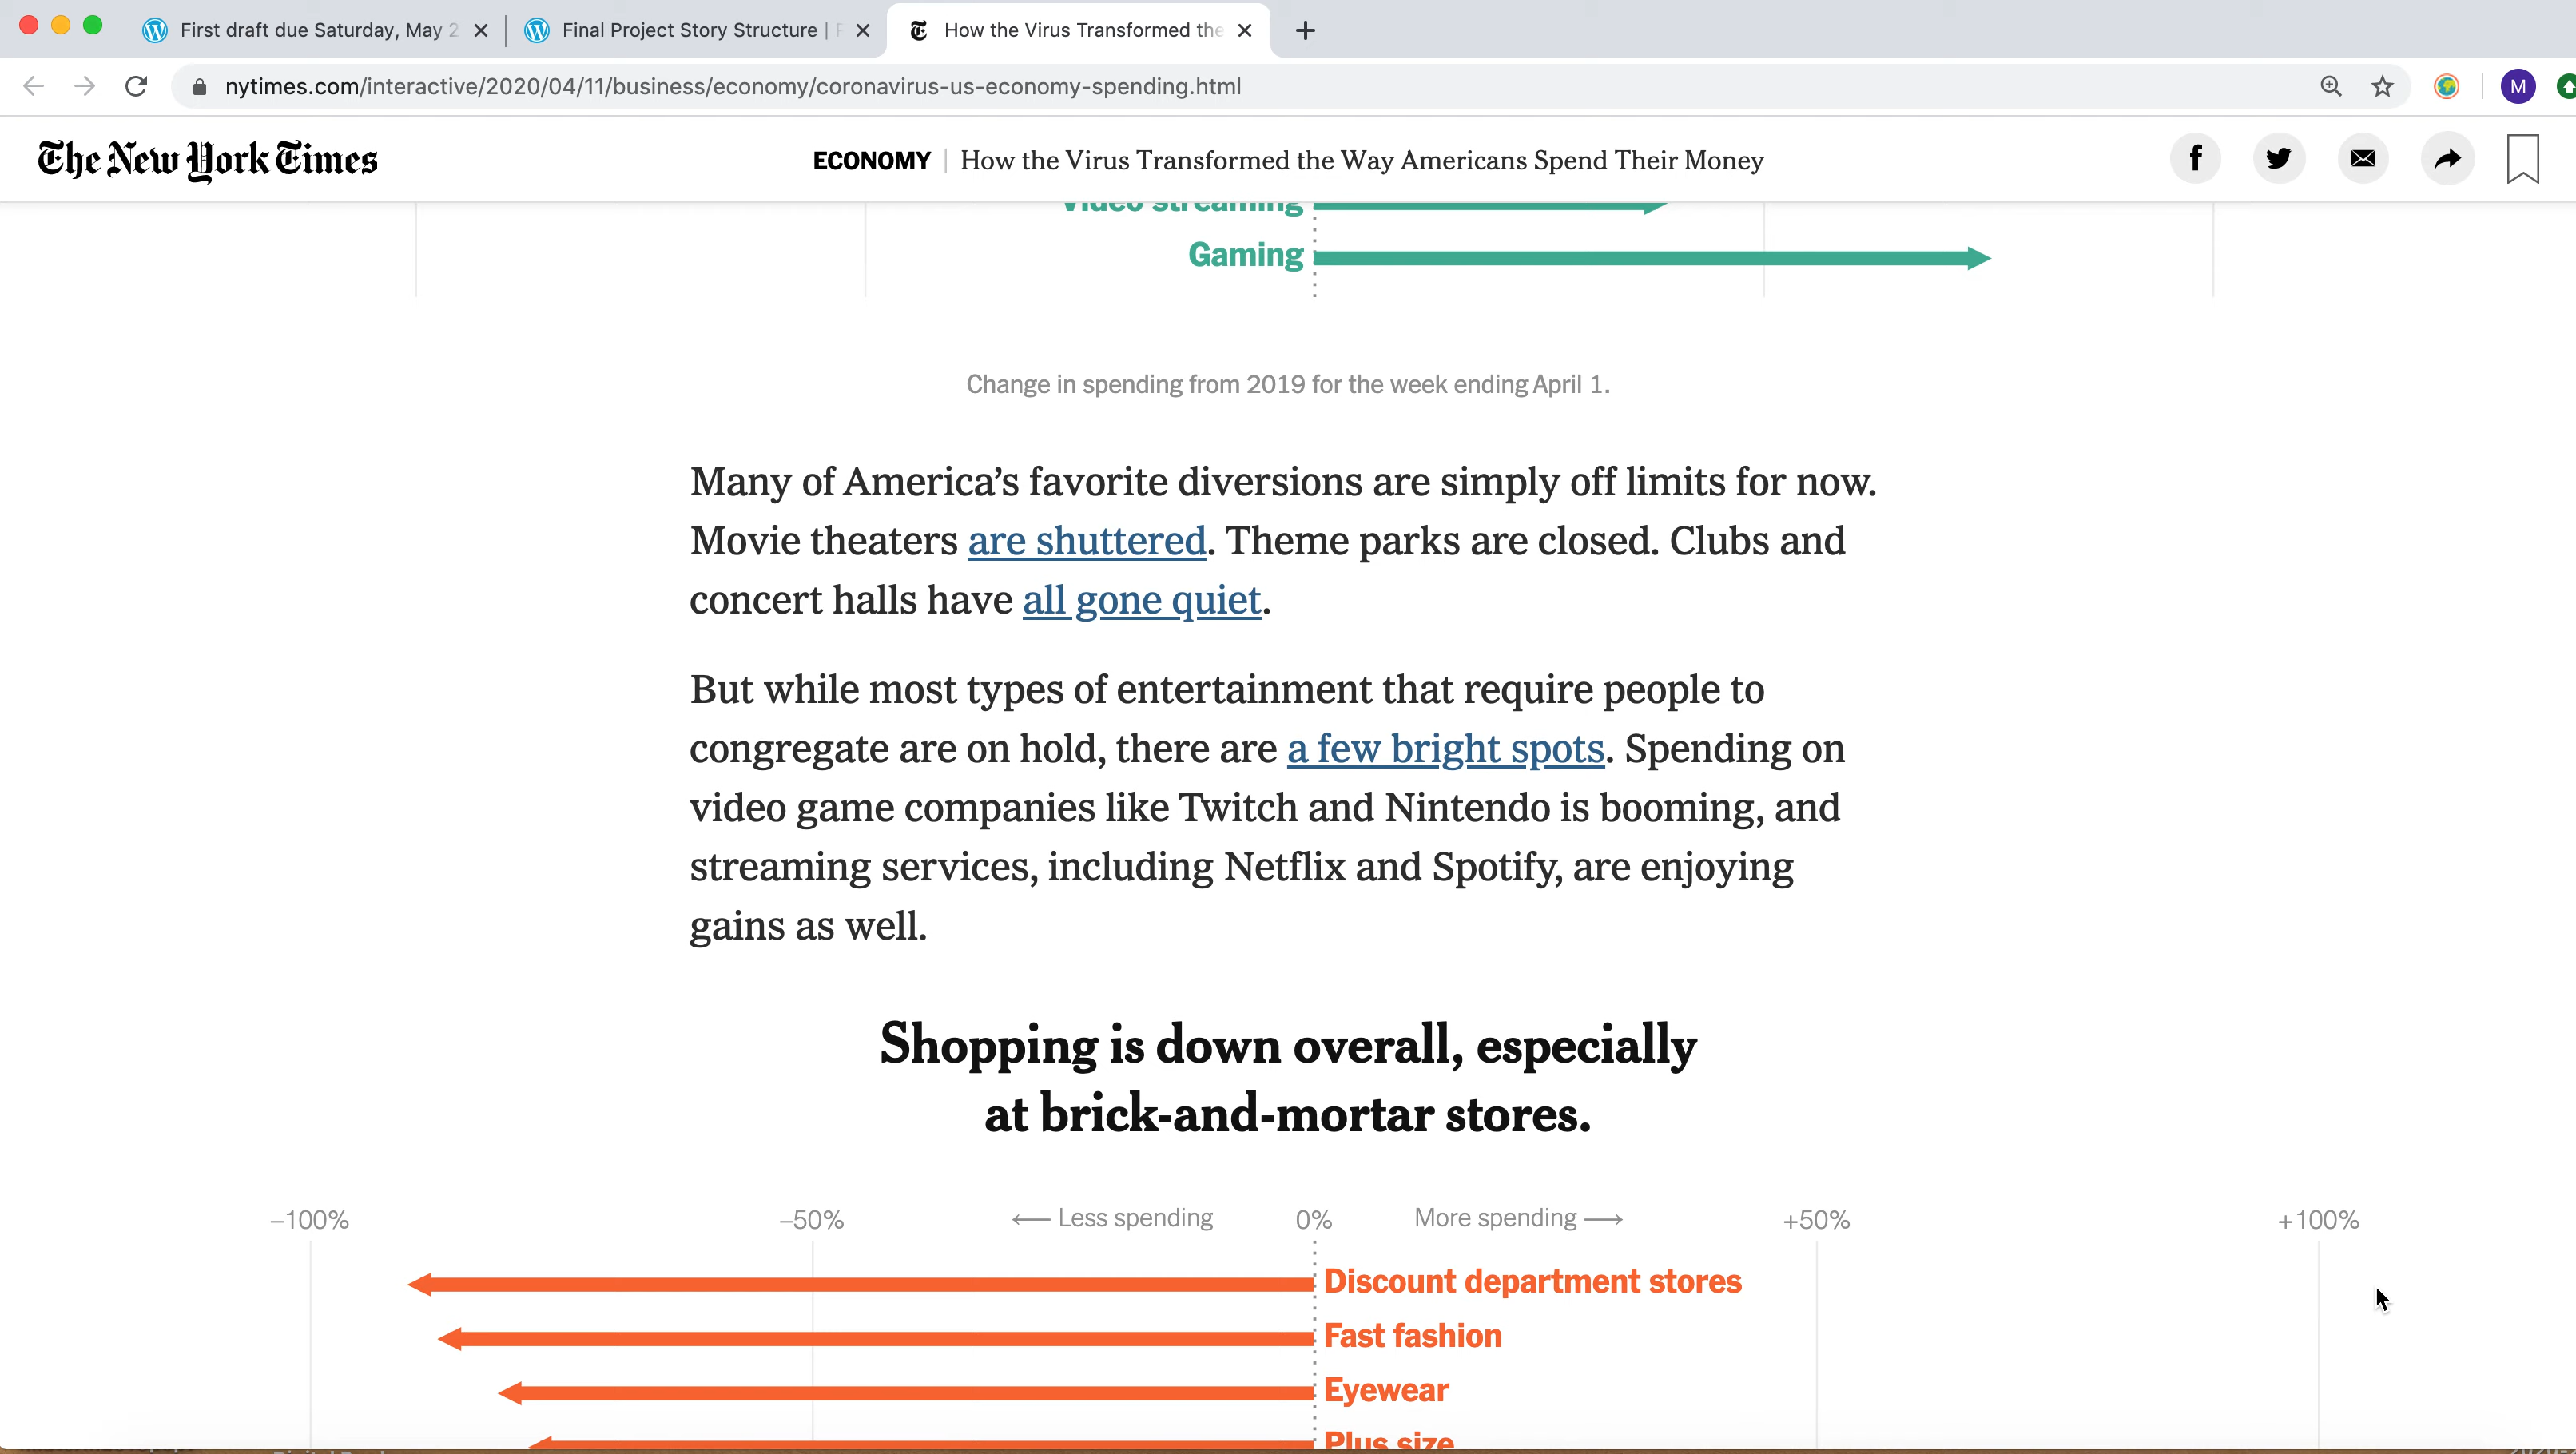 First draft due Saturday, May 2
Final Project Story Structure |
How the Virus Transformed the
nytimes.com/interactive/2020/04/11/business/economy/coronavirus-us-economy-spending.html
M
The New York Times
ECONOMY | How the Virus Transformed the Way Americans Spend Their Money
Video streaming
Gaming
Change in spending from 2019 for the week ending April 1.
Many of America’s favorite diversions are simply off limits for now.
Movie theaters are shuttered. Theme parks are closed. Clubs and
concert halls have all gone quiet.
But while most types of entertainment that require people to
congregate are on hold, there are a few bright spots. Spending on
video game companies like Twitch and Nintendo is booming, and
streaming services, including Netflix and Spotify, are enjoying
gains as well.
Shopping is down overall, especially
at brick-and-mortar stores.
–100% –50% ← Less spending 0% More spending → +50% +100%
Discount department stores
Fast fashion
Eyewear
Plus size